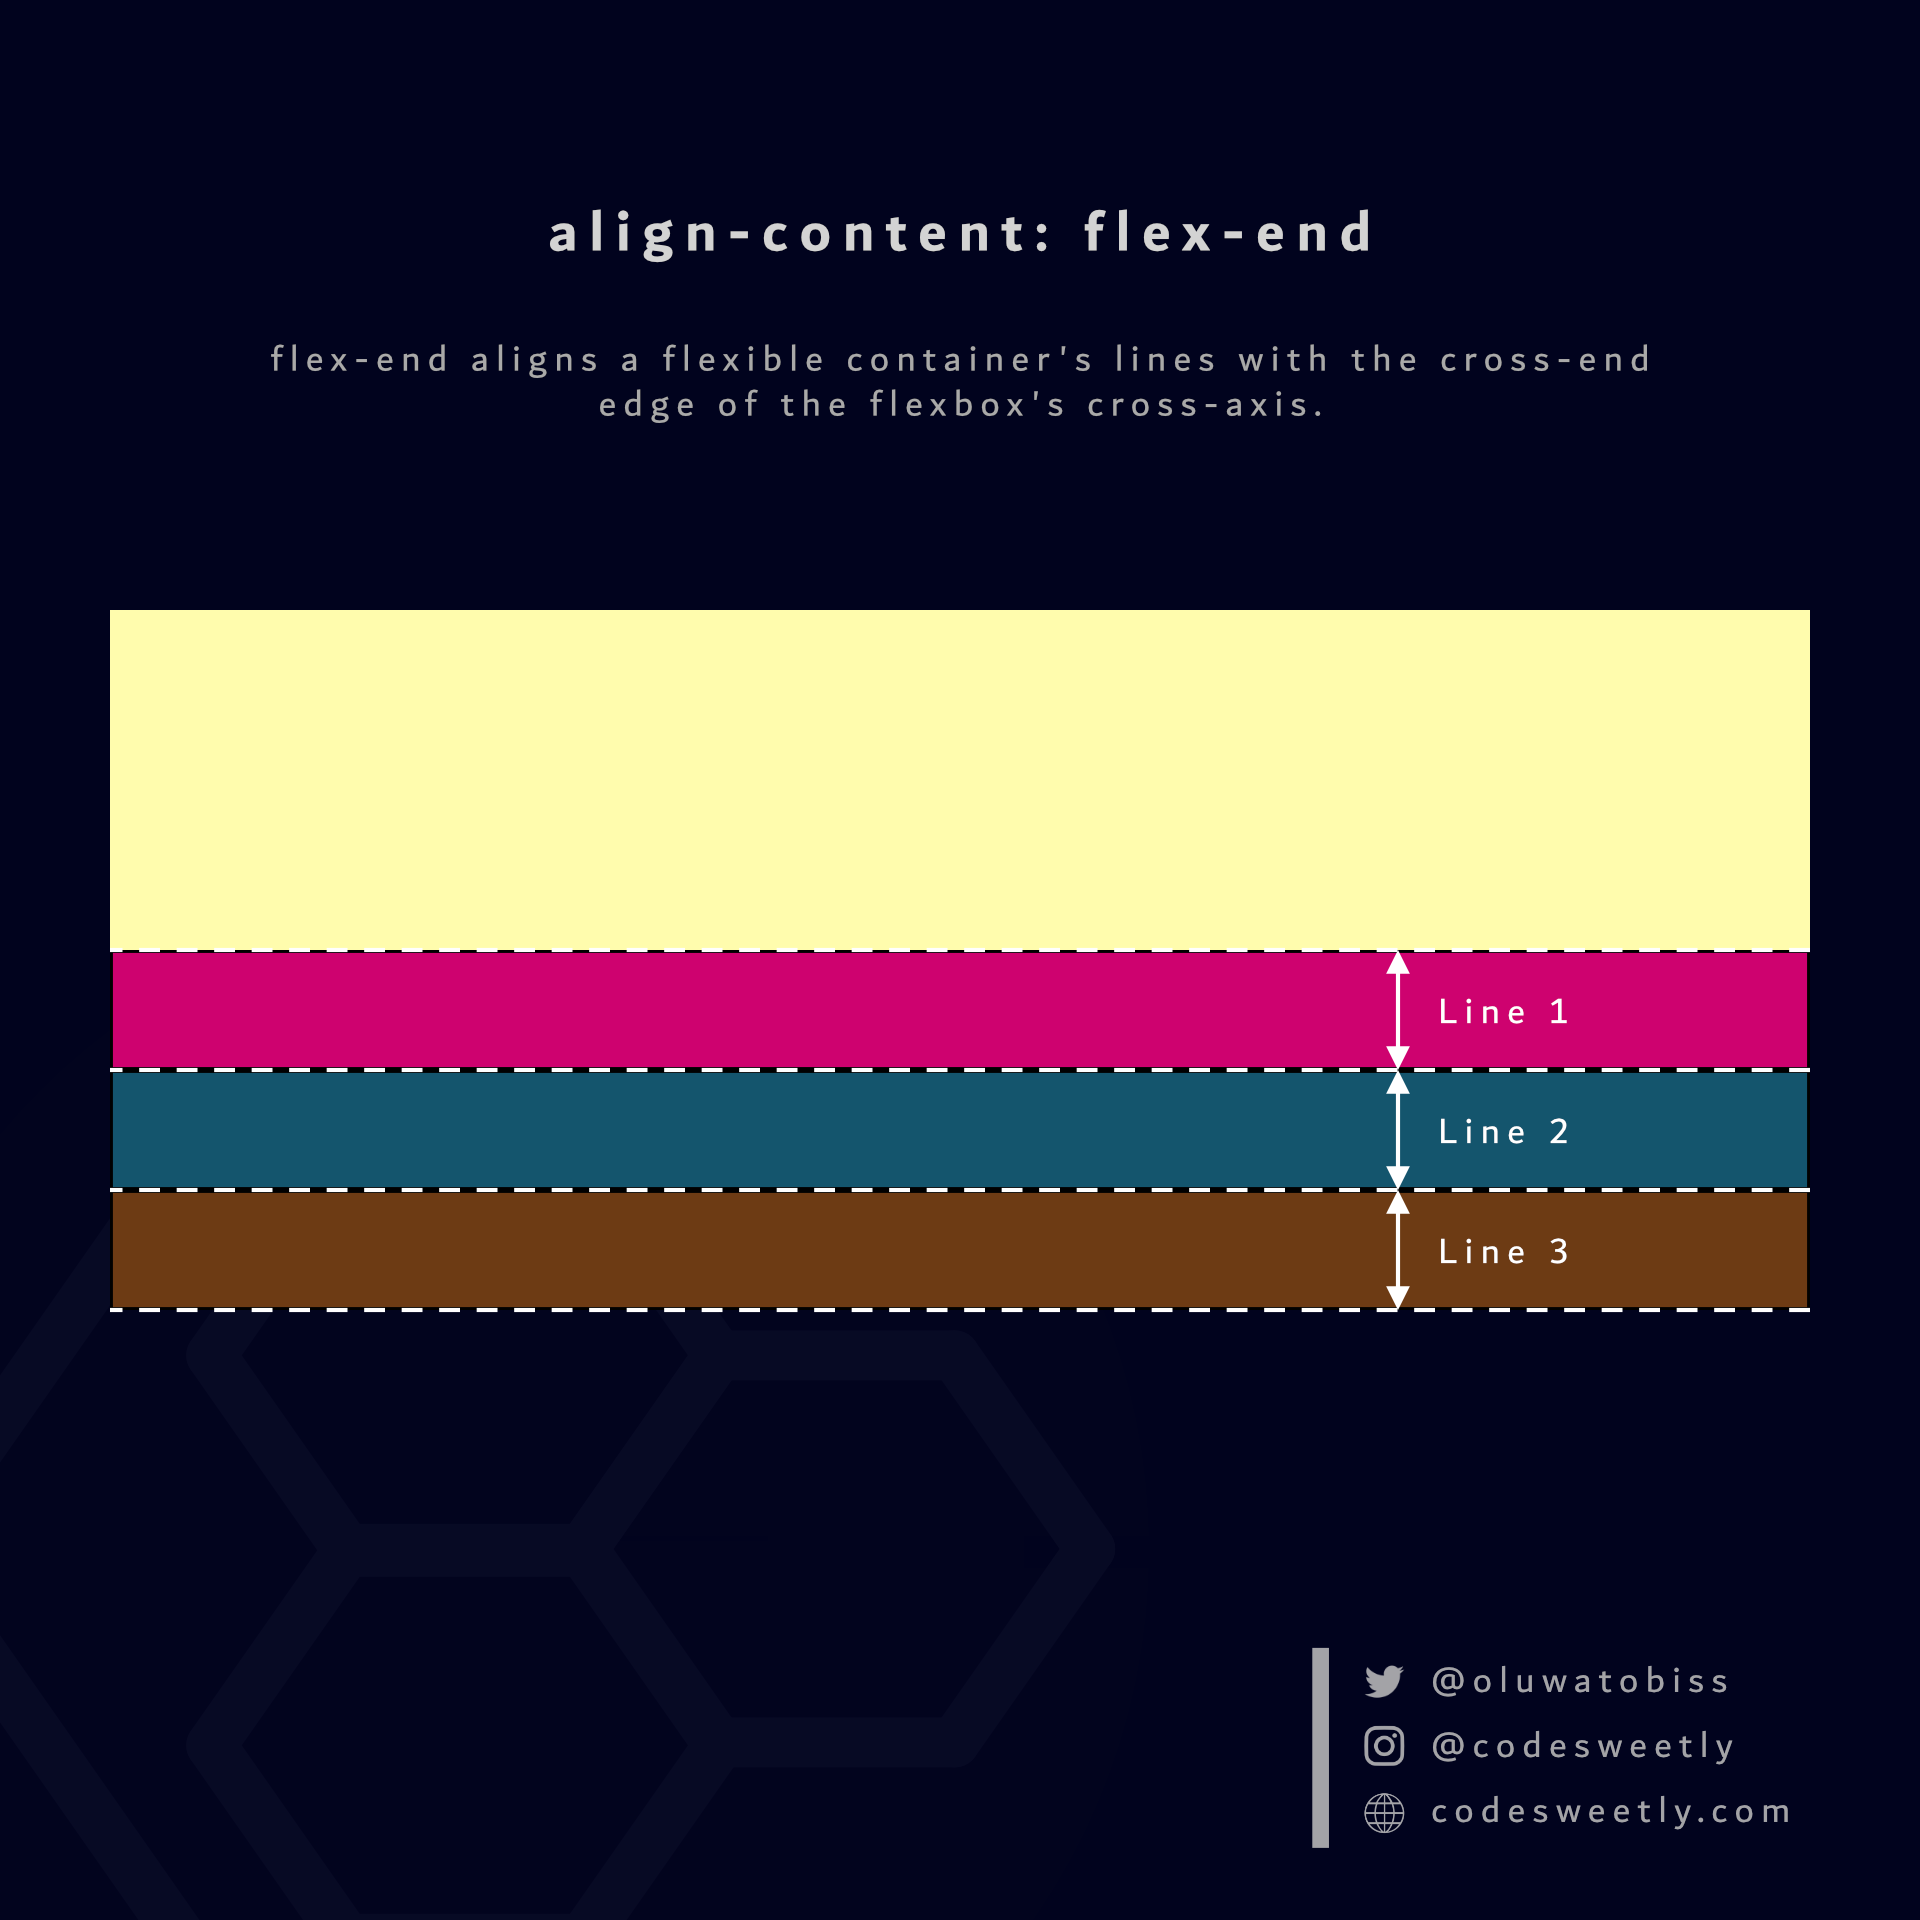 align-content: flex-end
flex-end aligns a flexible container's lines with the cross-end
edge of the flexbox's cross-axis.
Line 1
Line 2
Line 3
@oluwatobiss
@codesweetly
codesweetly.com